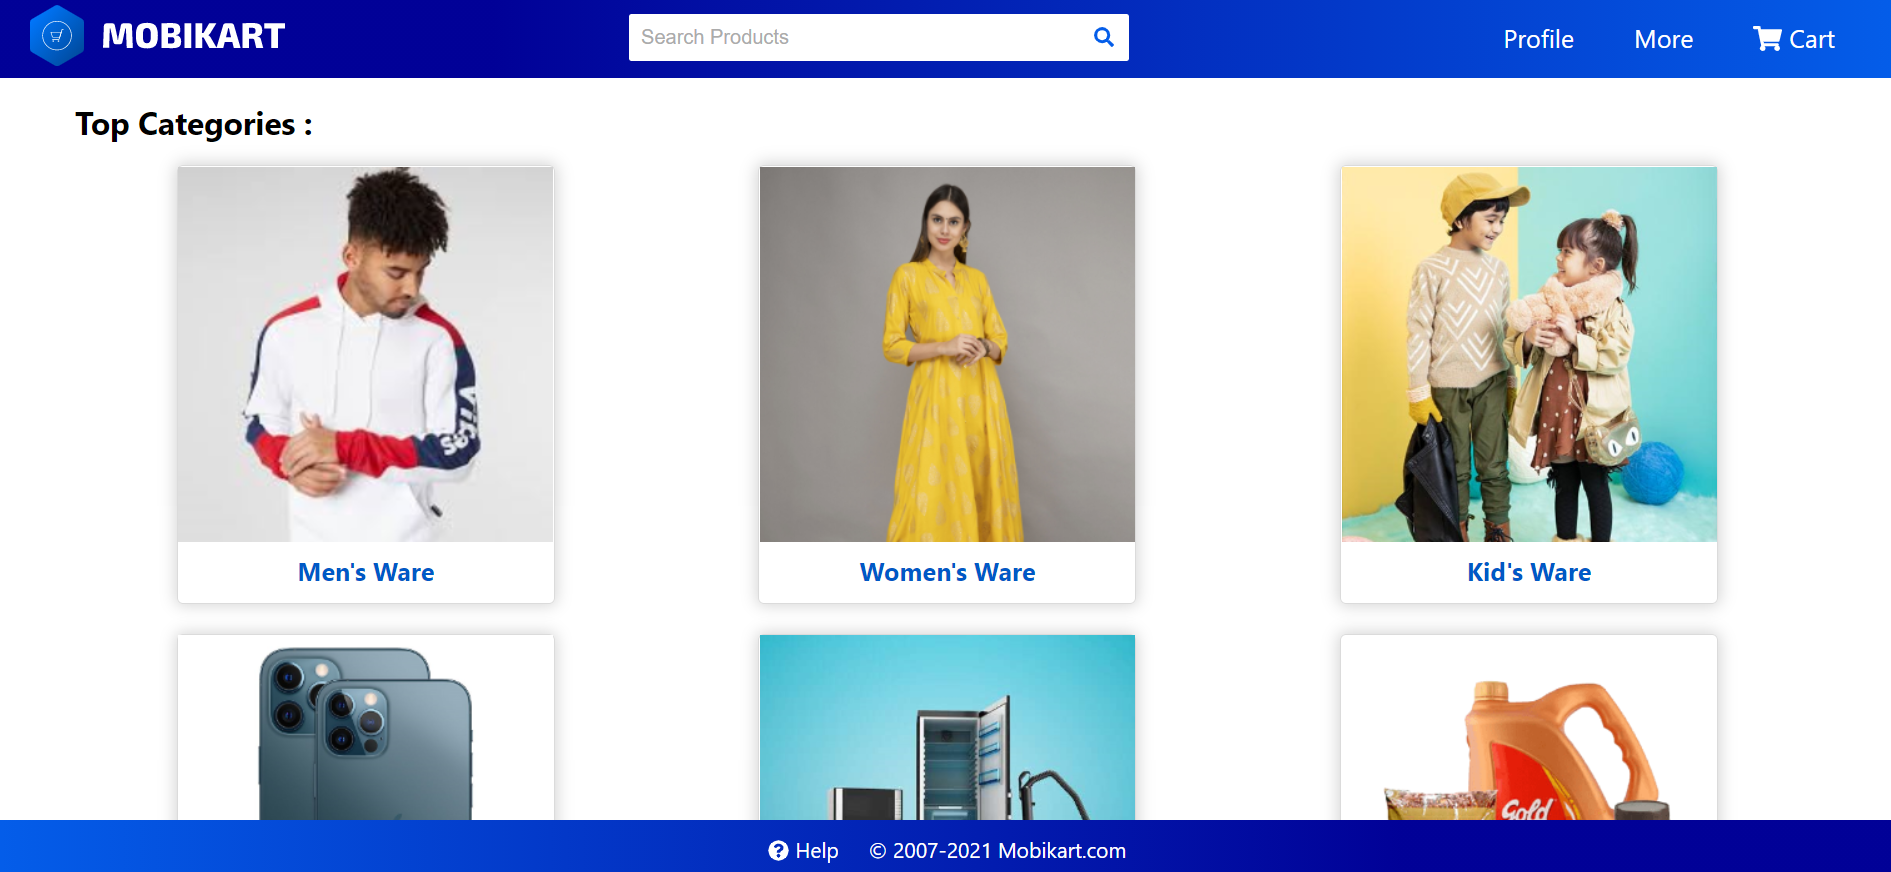 MOBIKART
Search Products
Profile
More
Cart
Top Categories :
Vites
Men's Ware
Women's Ware
Kid's Ware
Gold
Help
© 2007-2021 Mobikart.com